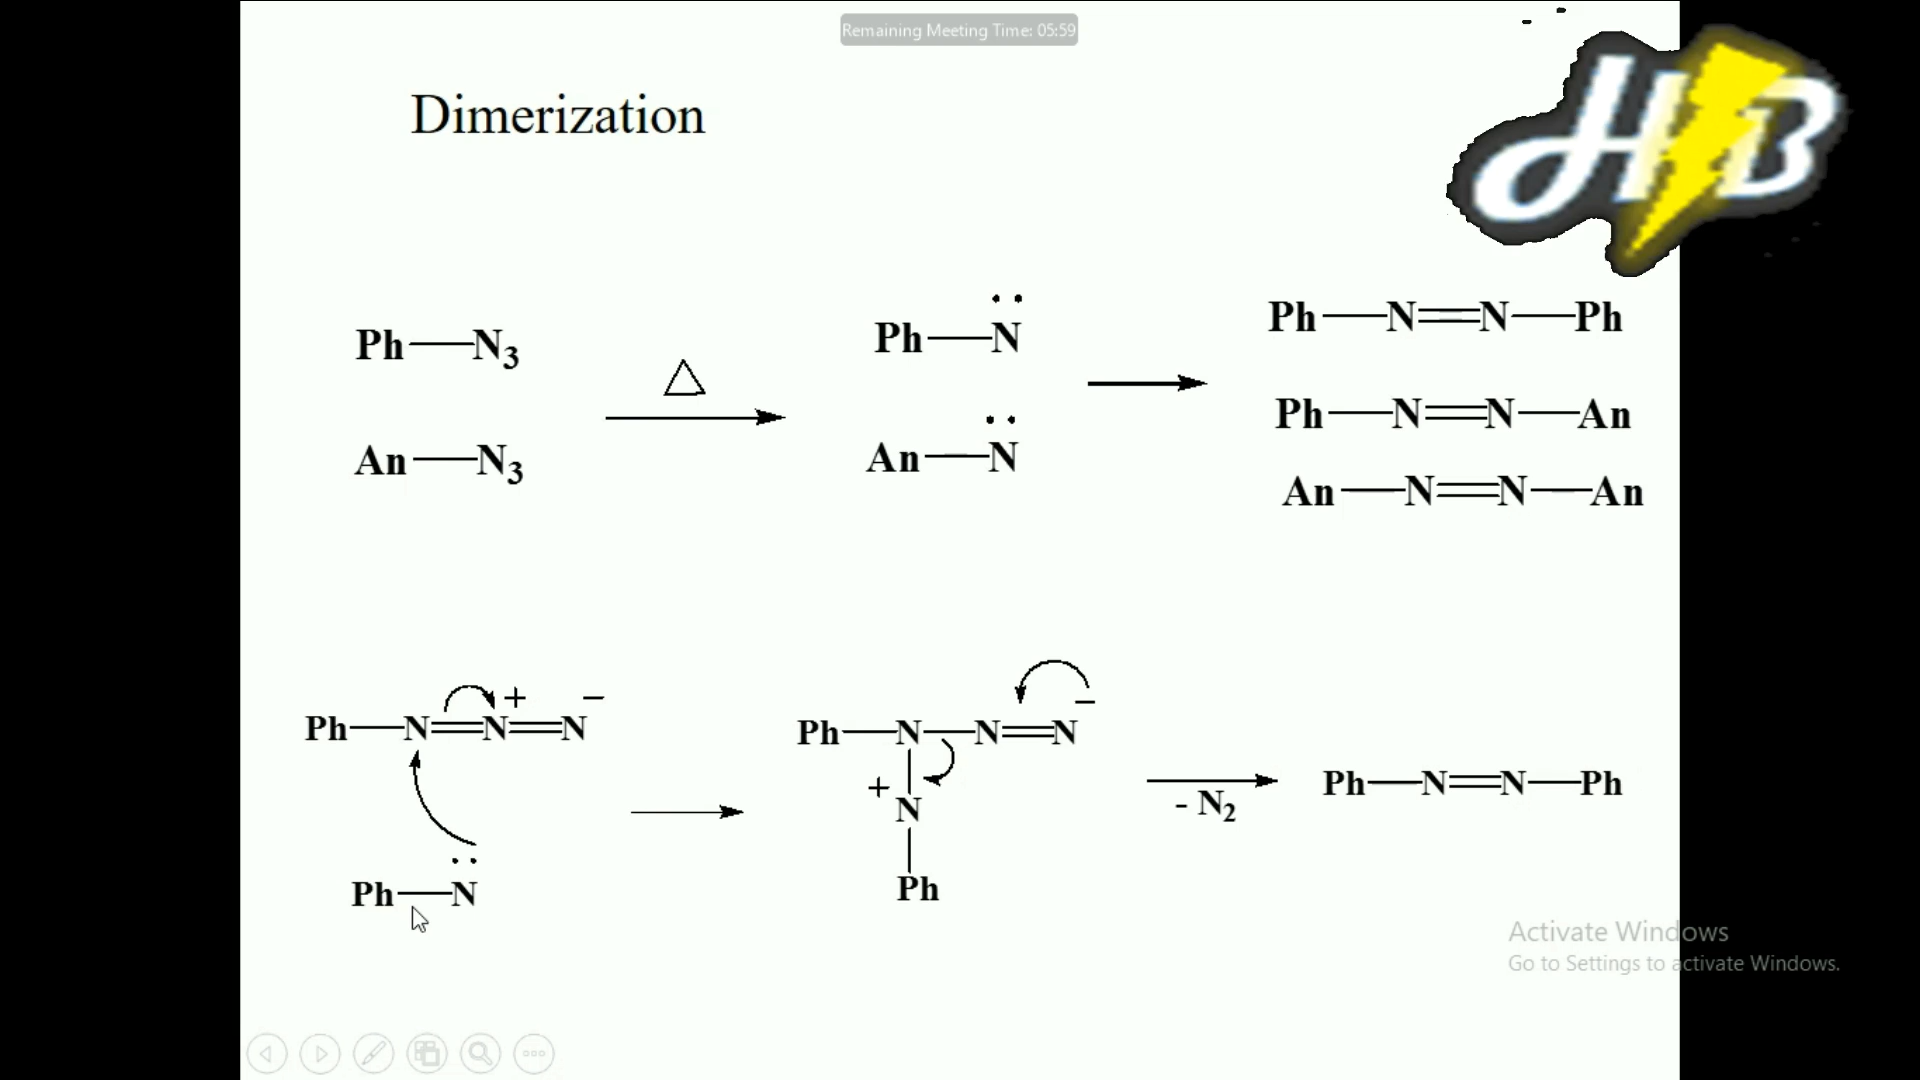 Remaining Meeting Time: 05:59
HB
Dimerization
Ph—N3
An—N3
△
Ph—N
An—N
Ph—N=N—Ph
Ph—N=N—An
An—N=N—An
Ph—N=N=N
+ −
Ph—N
Ph—N—N=N
−
+
N
Ph
- N2
Ph—N=N—Ph
Activate Windows
Go to Settings to activate Windows.